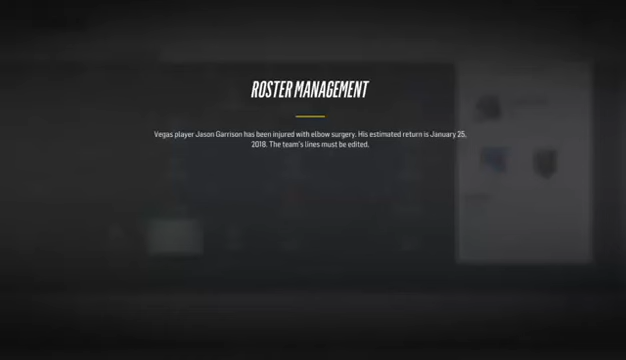 ROSTER MANAGEMENT
Vegas player Jason Garrison has been injured with elbow surgery. His estimated return is January 25,
2018. The team's lines must be edited.